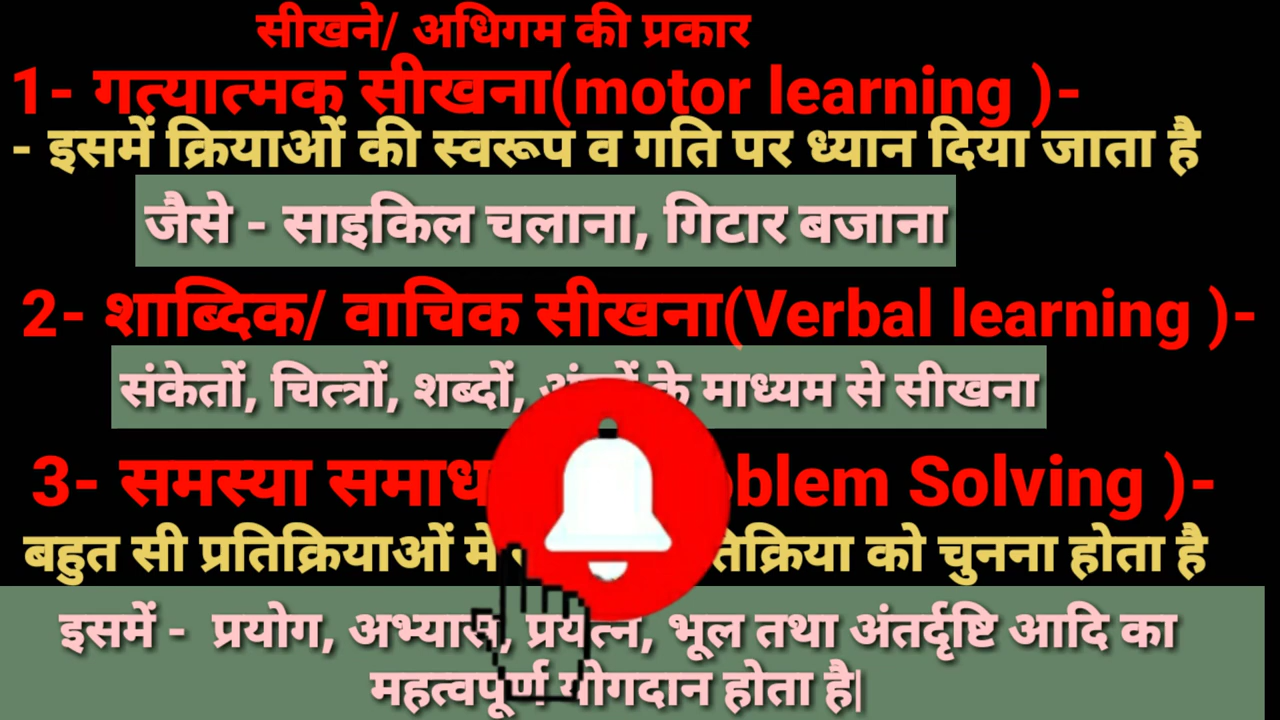 सीखने/ अधिगम की प्रकार
1- गत्यात्मक सीखना(motor learning )-
- इसमें क्रियाओं की स्वरूप व गति पर ध्यान दिया जाता है
जैसे - साइकिल चलाना, गिटार बजाना
2- शाब्दिक/ वाचिक सीखना(Verbal learning )-
संकेतों, चित्रों, शब्दों, के माध्यम से सीखना
3- समस्या Solving )-
बहुत सी प्रतिक्रियाओं में को चुनना होता है
इसमें - प्रयोग, अभ्यास, प्रयत्न, भूल तथा अंतर्दृष्टि आदि का
महत्वपूर्ण योगदान होता है|